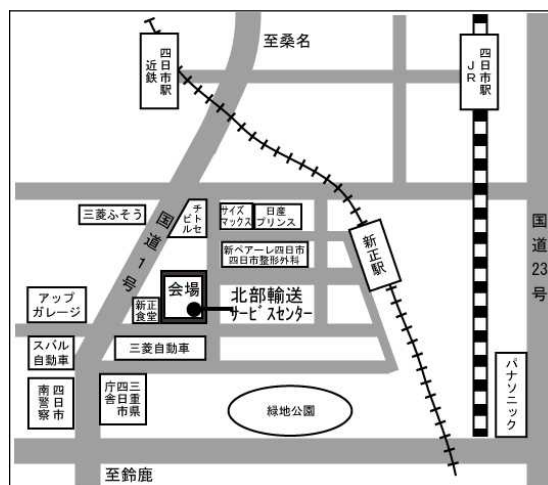 至桑名
四日市駅
近鉄
四日市駅
JR
三菱ふそう
国道1号
チビトルセ
サイズ
マックス
日産
プリンス
新ペアーレ四日市
四日市整形外科
新正駅
国道23号
会場
北部輸送
サービスセンター
アップ
ガレージ
新正
食堂
スバル
自動車
三菱自動車
パナソニック
四日市
南警察
三重県
四日市
庁舎
緑地公園
至鈴鹿